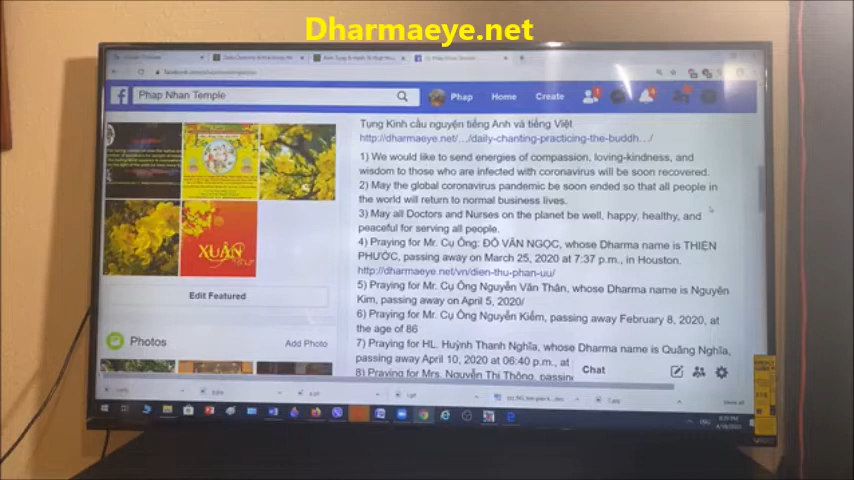 Dharmaeye.net
Phap Nhan Temple
Phap
Home
Create
Tụng Kinh cầu nguyện tiếng Anh và tiếng Việt
http://dharmaeye.net/.../daily-chanting-practicing-the-buddh.../
1) We would like to send energies of compassion, loving-kindness, and
wisdom to those who are infected with coronavirus will be soon recovered.
2) May the global coronavirus pandemic be soon ended so that all people in
the world will return to normal business lives.
3) May all Doctors and Nurses on the planet be well, happy, healthy, and
peaceful for serving all people.
4) Praying for Mr. Cụ Ông: ĐỖ VĂN NGỌC, whose Dharma name is THIỆN
PHƯỚC, passing away on March 25, 2020 at 7:37 p.m., in Houston.
http://dharmaeye.net/vn/dien-thu-phan-uu/
5) Praying for Mr. Cụ Ông Nguyễn Văn Thân, whose Dharma name is Nguyên
Kim, passing away on April 5, 2020/
6) Praying for Mr. Cụ Ông Nguyễn Kiểm, passing away February 8, 2020, at
the age of 86
7) Praying for HL. Huỳnh Thanh Nghĩa, whose Dharma name is Quảng Nghĩa,
passing away April 10, 2020 at 06:40 p.m., at
8) Praying for Mrs. Nguyễn Thị Thông, passing
XUÂN
Edit Featured
Photos
Add Photo
Chat
Show all
VIZIO